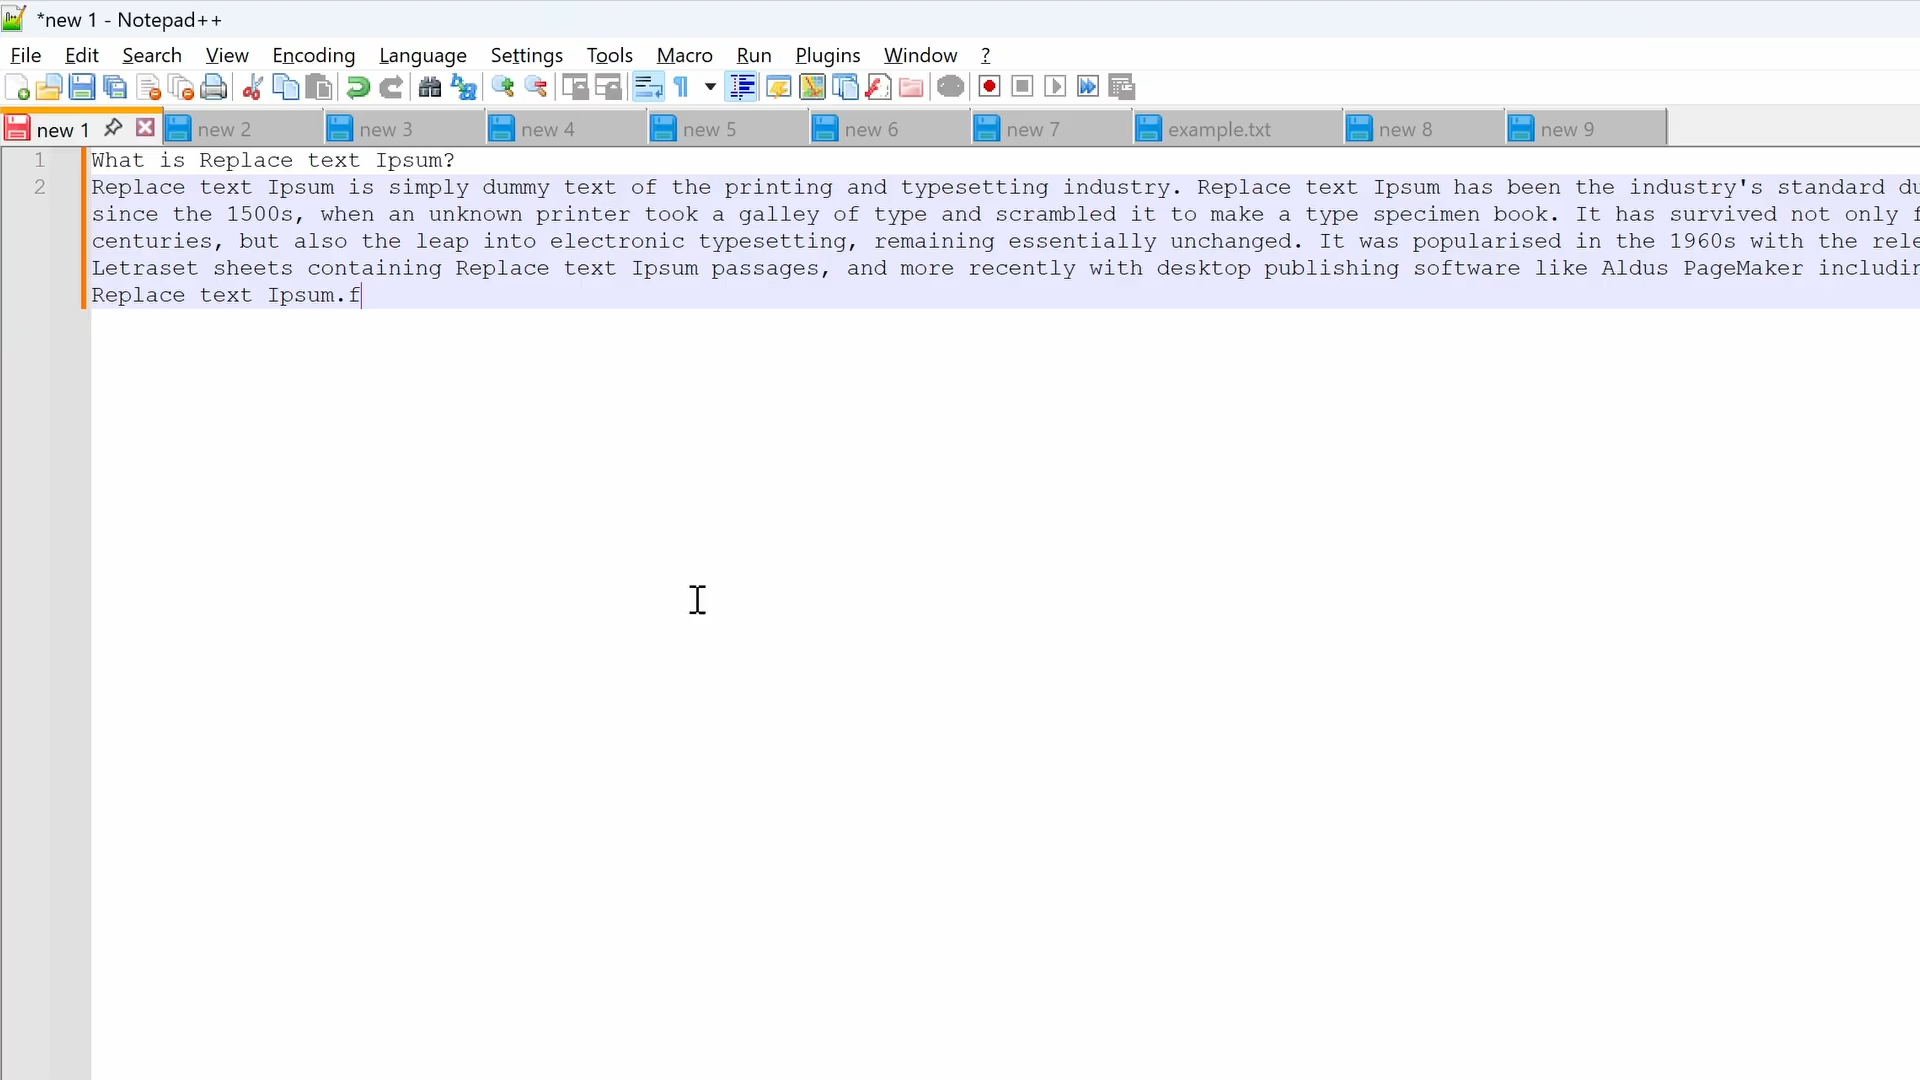 *new 1 - Notepad++
File Edit Search View Encoding Language Settings Tools Macro Run Plugins Window ?
new 1 new 2 new 3 new 4 new 5 new 6 new 7 example.txt new 8 new 9
1 What is Replace text Ipsum?
2 Replace text Ipsum is simply dummy text of the printing and typesetting industry. Replace text Ipsum has been the industry's standard
since the 1500s, when an unknown printer took a galley of type and scrambled it to make a type specimen book. It has survived not only
centuries, but also the leap into electronic typesetting, remaining essentially unchanged. It was popularised in the 1960s with the
Letraset sheets containing Replace text Ipsum passages, and more recently with desktop publishing software like Aldus PageMaker
Replace text Ipsum.f